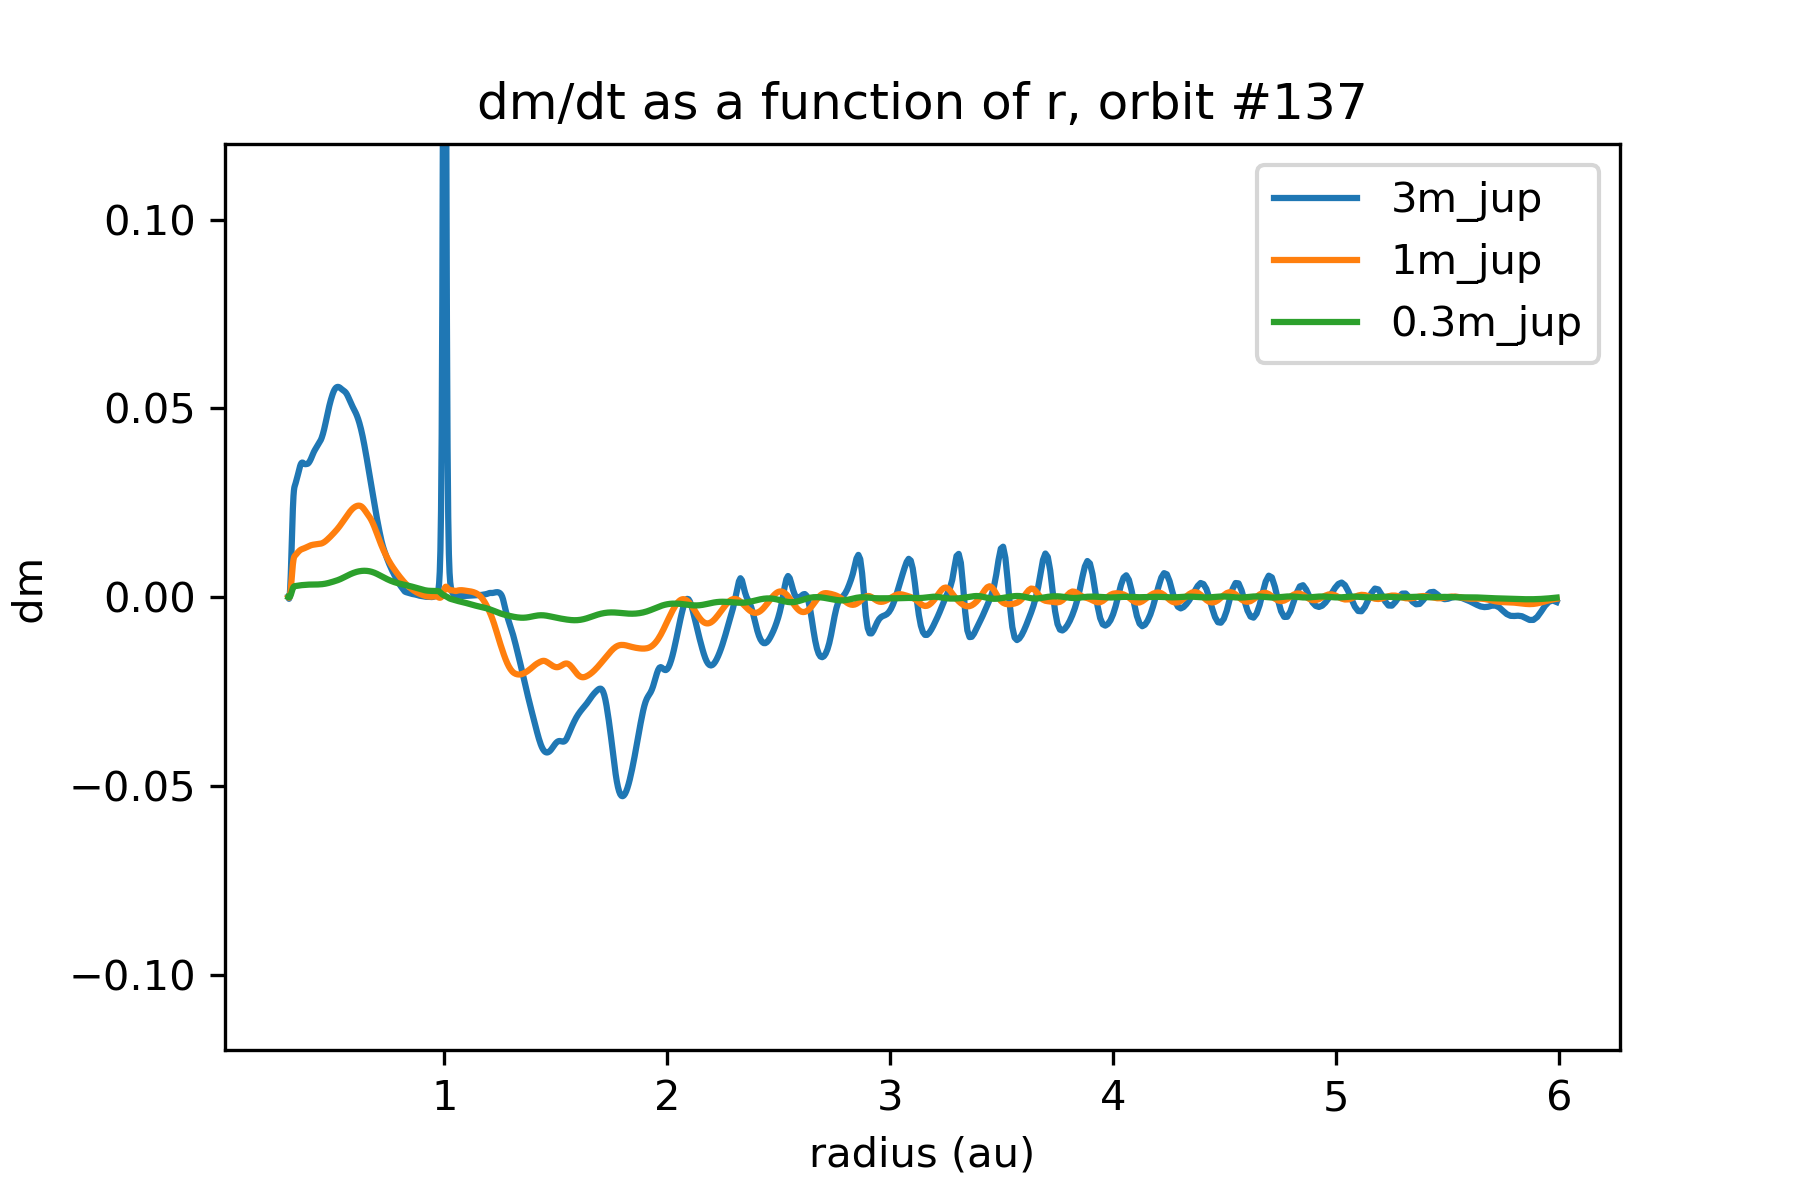 dm/dt as a function of r, orbit #137
3m_jup
1m_jup
0.3m_jup
0.10
0.05
0.00
−0.05
−0.10
dm
1 2 3 4 5 6
radius (au)